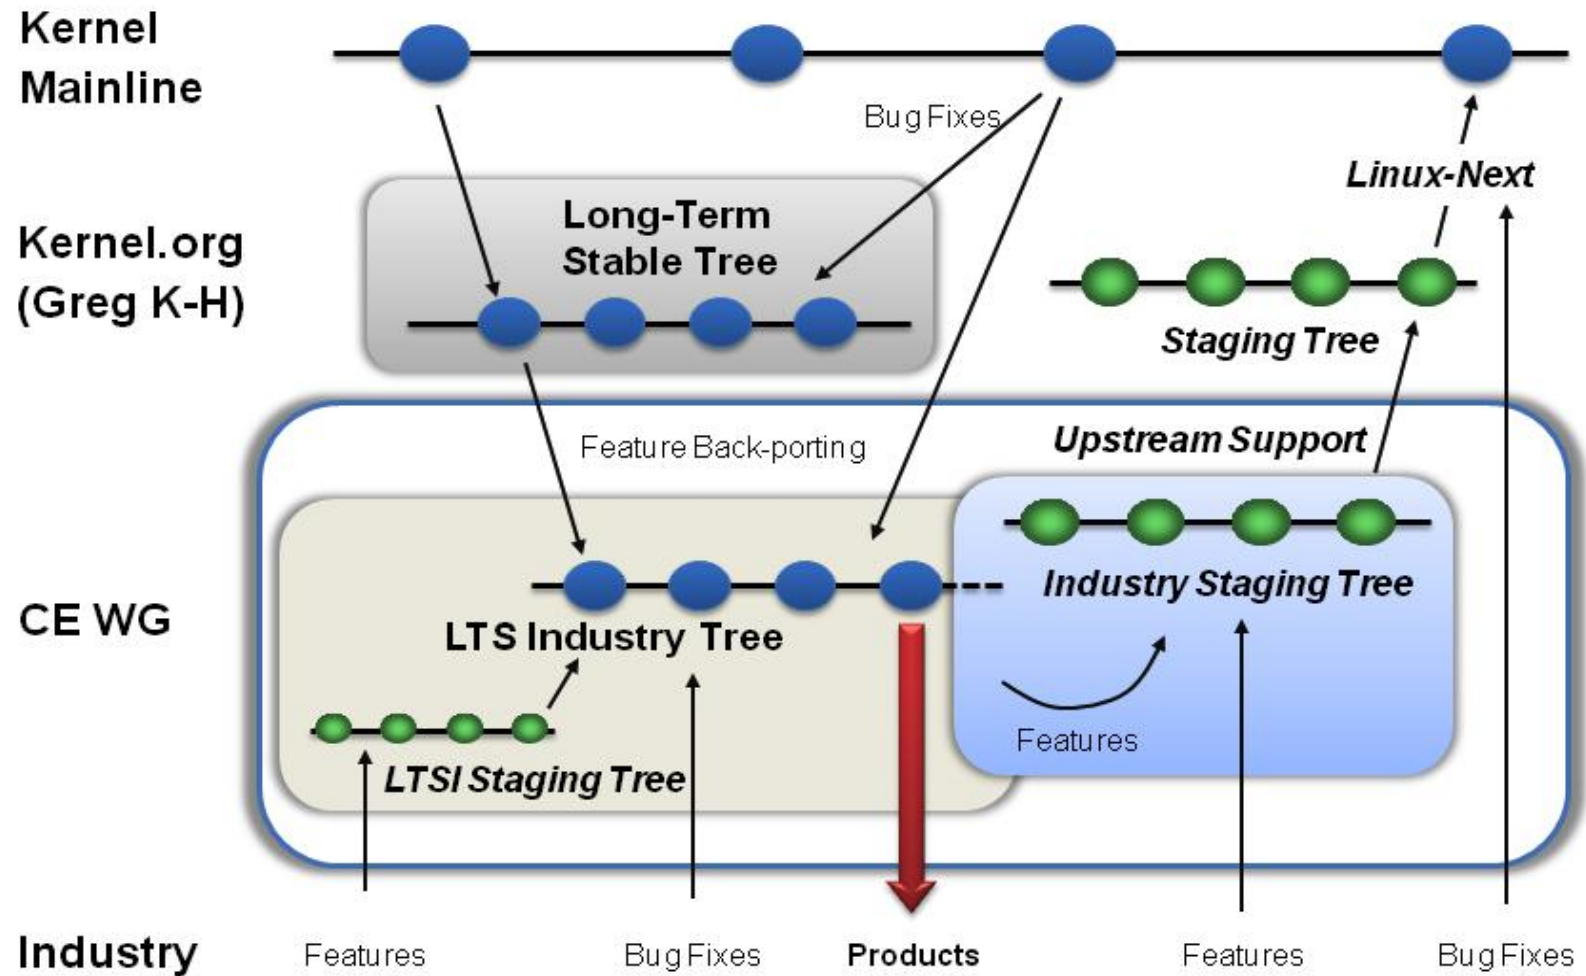 Kernel
Mainline
Bug Fixes
Linux-Next
Kernel.org
(Greg K-H)
Long-Term
Stable Tree
Staging Tree
Upstream Support
Feature Back-porting
CE WG
Industry Staging Tree
LTS Industry Tree
Features
LTSI Staging Tree
Industry
Features
Bug Fixes
Products
Features
Bug Fixes